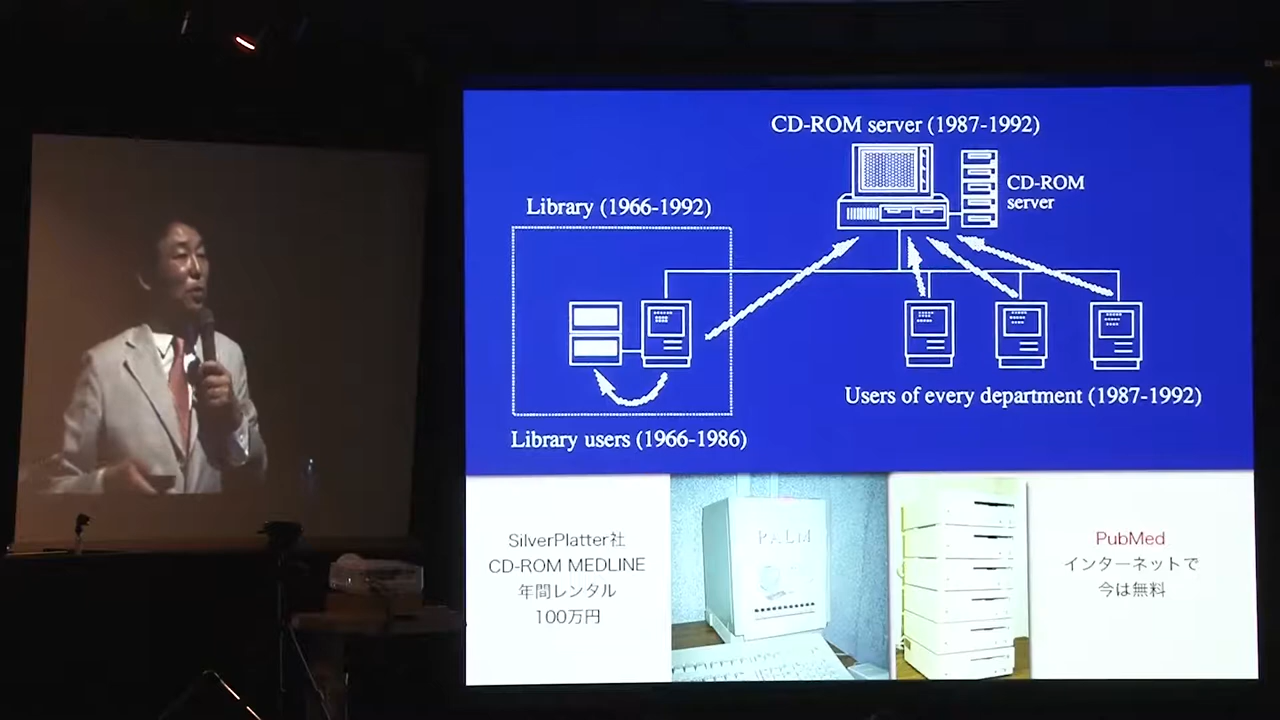 CD-ROM server (1987-1992)
CD-ROM
server
Library (1966-1992)
Users of every department (1987-1992)
Library users (1966-1986)
SilverPlatter社
CD-ROM MEDLINE
年間レンタル
100万円
PALM
PubMed
インターネットで
今は無料